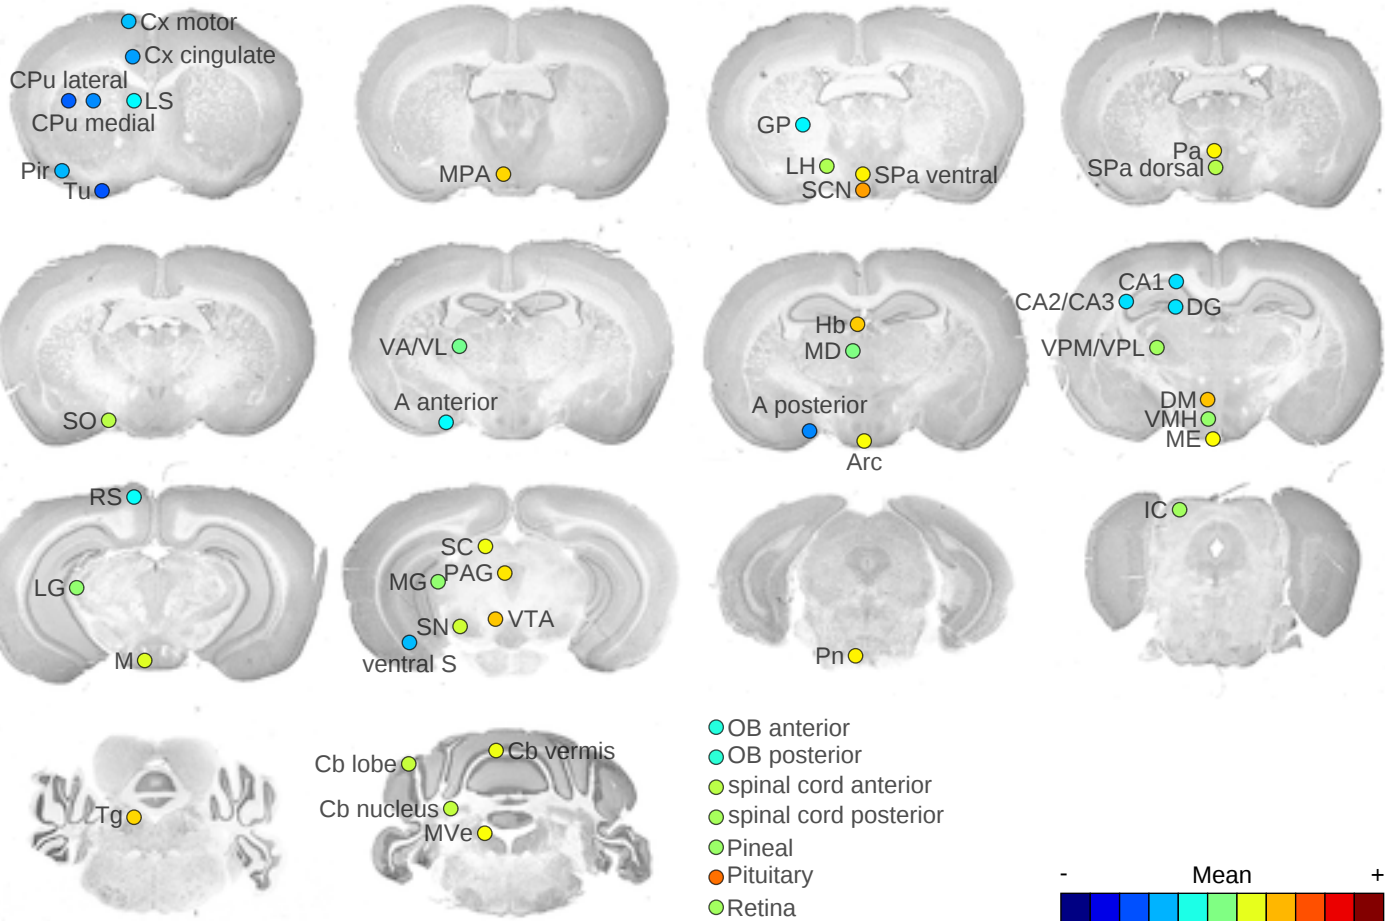 Cx motor
Cx cingulate
CPu lateral
LS
CPu medial
Pir
Tu
MPA
GP
LH
SPa ventral
SCN
Pa
SPa dorsal
SO
VA/VL
A anterior
Hb
MD
A posterior
Arc
CA1
CA2/CA3
DG
VPM/VPL
DM
VMH
ME
RS
LG
M
SC
PAG
MG
VTA
SN
ventral S
Pn
IC
Tg
Cb vermis
Cb lobe
Cb nucleus
MVe
OB anterior
OB posterior
spinal cord anterior
spinal cord posterior
Pineal
Pituitary
Retina
- Mean +